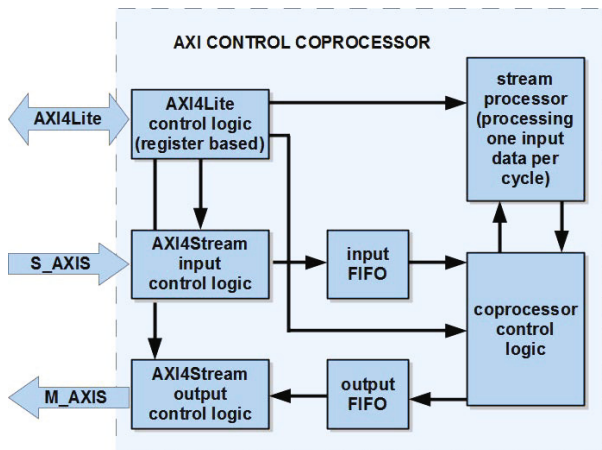 AXI CONTROL COPROCESSOR
AXI4Lite
AXI4Lite
control logic
(register based)
stream
processor
(processing
one input
data per
cycle)
S_AXIS
AXI4Stream
input
control logic
input
FIFO
coprocessor
control
logic
M_AXIS
AXI4Stream
output
control logic
output
FIFO